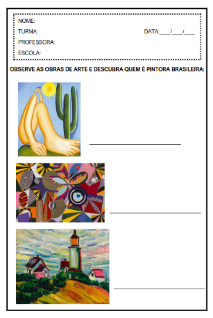 NOME:
TURMA: DATA:___/___/___
PROFESSORA:
ESCOLA:
OBSERVE AS OBRAS DE ARTE E DESCUBRA QUEM É PINTORA BRASILEIRA: